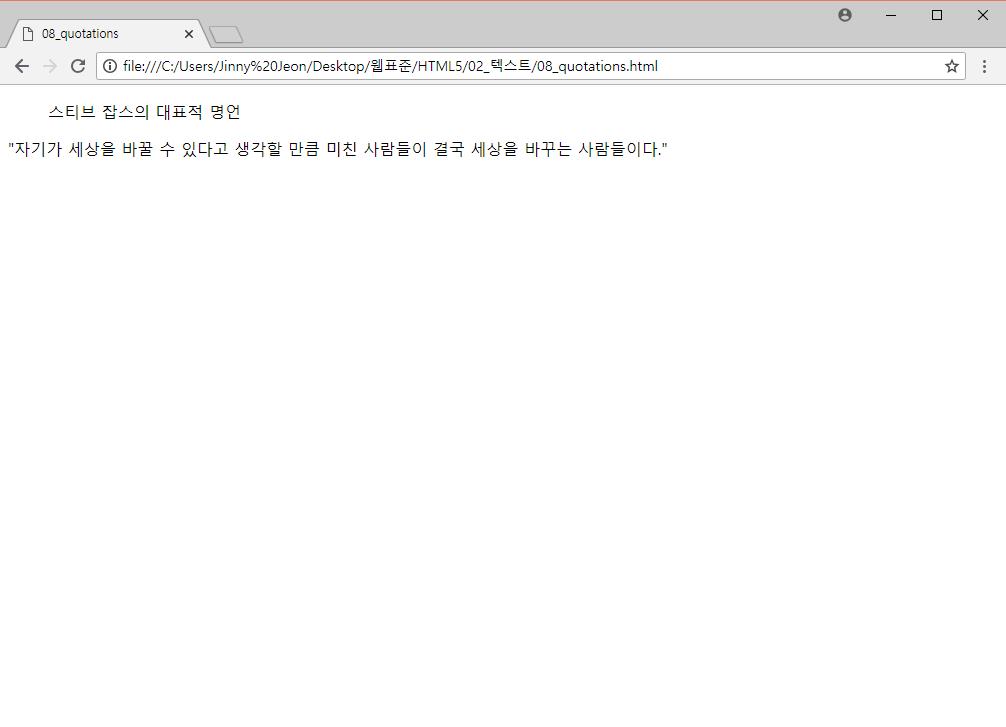 08_quotations
file:///C:/Users/Jinny%20Jeon/Desktop/웹표준/HTML5/02_텍스트/08_quotations.html
스티브 잡스의 대표적 명언
"자기가 세상을 바꿀 수 있다고 생각할 만큼 미친 사람들이 결국 세상을 바꾸는 사람들이다."